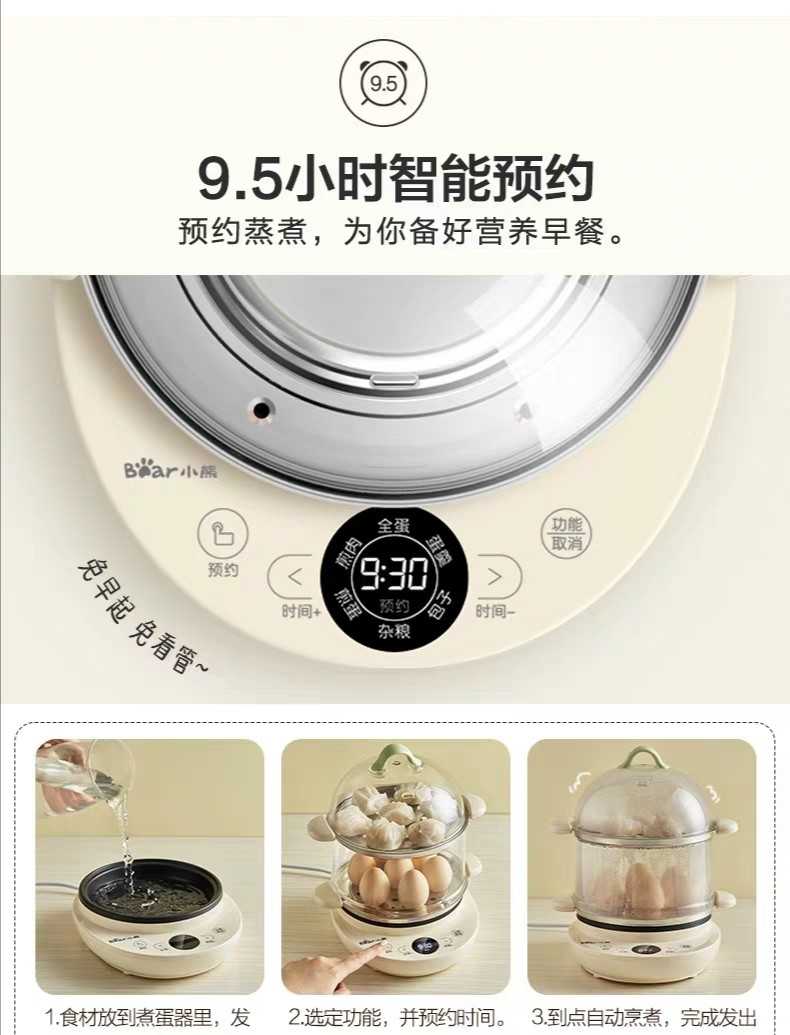 9.5
9.5小时智能预约
预约蒸煮，为你备好营养早餐。
Bear小熊
预约
时间+
全蛋
煎肉
蛋羹
9:30
预约
煎蛋
包子
杂粮
功能
取消
时间-
免早起 免看管~
1.食材放到煮蛋器里，发
2.选定功能，并预约时间。
3.到点自动烹煮，完成发出